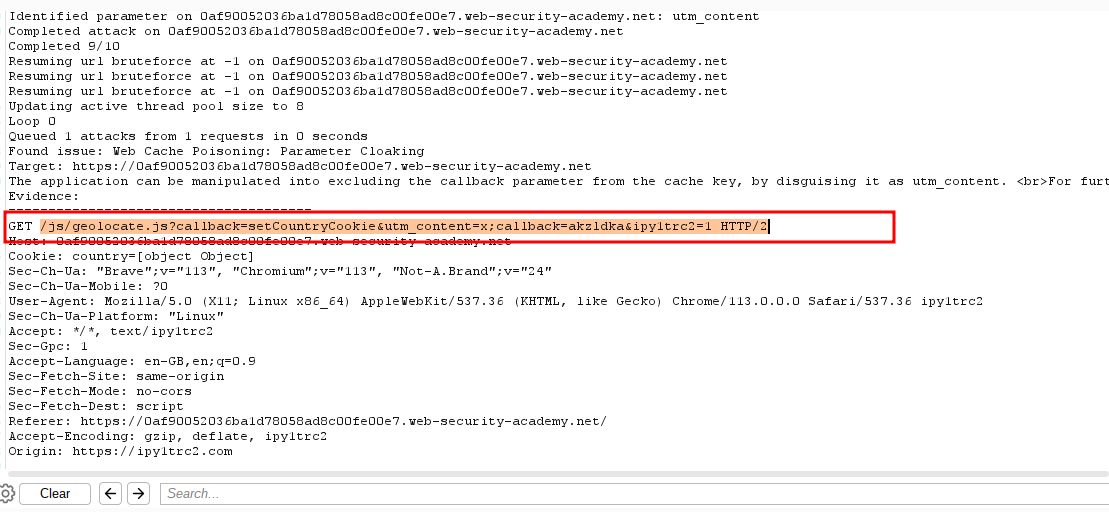 Identified parameter on 0af90052036ba1d78058ad8c00fe00e7.web-security-academy.net: utm_content
Completed attack on 0af90052036ba1d78058ad8c00fe00e7.web-security-academy.net
Completed 9/10
Resuming url bruteforce at -1 on 0af90052036ba1d78058ad8c00fe00e7.web-security-academy.net
Resuming url bruteforce at -1 on 0af90052036ba1d78058ad8c00fe00e7.web-security-academy.net
Resuming url bruteforce at -1 on 0af90052036ba1d78058ad8c00fe00e7.web-security-academy.net
Updating active thread pool size to 8
Loop 0
Queued 1 attacks from 1 requests in 0 seconds
Found issue: Web Cache Poisoning: Parameter Cloaking
Target: https://0af90052036ba1d78058ad8c00fe00e7.web-security-academy.net
The application can be manipulated into excluding the callback parameter from the cache key, by disguising it as utm_content. <br>For furt
Evidence:
======================================
GET /js/geolocate.js?callback=setCountryCookie&utm_content=x;callback=akzldka&ipy1trc2=1 HTTP/2
Host: 0af90052036ba1d78058ad8c00fe00e7.web-security-academy.net
Cookie: country=[object Object]
Sec-Ch-Ua: "Brave";v="113", "Chromium";v="113", "Not-A.Brand";v="24"
Sec-Ch-Ua-Mobile: ?0
User-Agent: Mozilla/5.0 (X11; Linux x86_64) AppleWebKit/537.36 (KHTML, like Gecko) Chrome/113.0.0.0 Safari/537.36 ipy1trc2
Sec-Ch-Ua-Platform: "Linux"
Accept: */*, text/ipy1trc2
Sec-Gpc: 1
Accept-Language: en-GB,en;q=0.9
Sec-Fetch-Site: same-origin
Sec-Fetch-Mode: no-cors
Sec-Fetch-Dest: script
Referer: https://0af90052036ba1d78058ad8c00fe00e7.web-security-academy.net/
Accept-Encoding: gzip, deflate, ipy1trc2
Origin: https://ipy1trc2.com
Clear
Search...